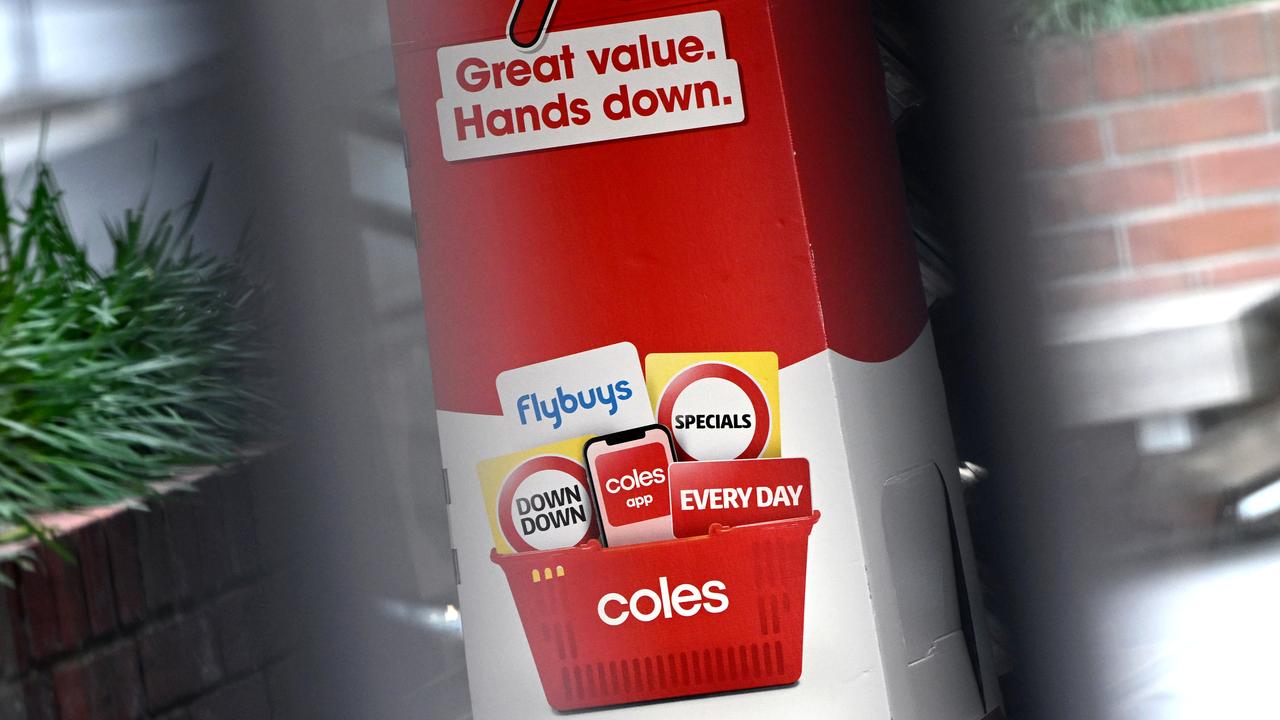 Great value.
Hands down.
flybuys
SPECIALS
DOWN
DOWN
coles
app
EVERY DAY
coles